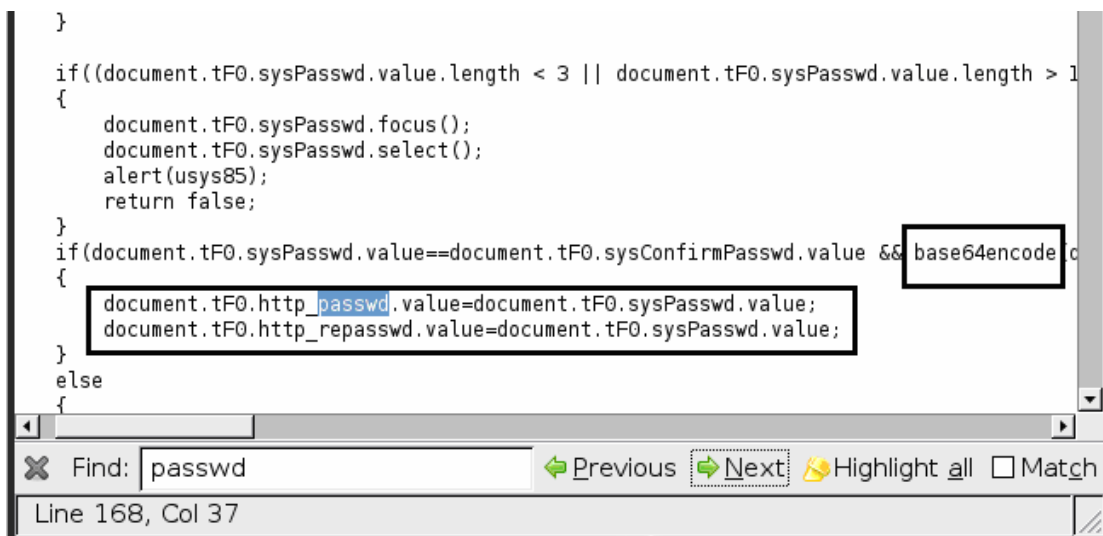 }
if((document.tF0.sysPasswd.value.length < 3 || document.tF0.sysPasswd.value.length > 1
{
document.tF0.sysPasswd.focus();
document.tF0.sysPasswd.select();
alert(usys85);
return false;
}
if(document.tF0.sysPasswd.value==document.tF0.sysConfirmPasswd.value && base64encode(d
{
document.tF0.http_passwd.value=document.tF0.sysPasswd.value;
document.tF0.http_repasswd.value=document.tF0.sysPasswd.value;
}
else
{
Find: passwd Previous Next Highlight all Match
Line 168, Col 37